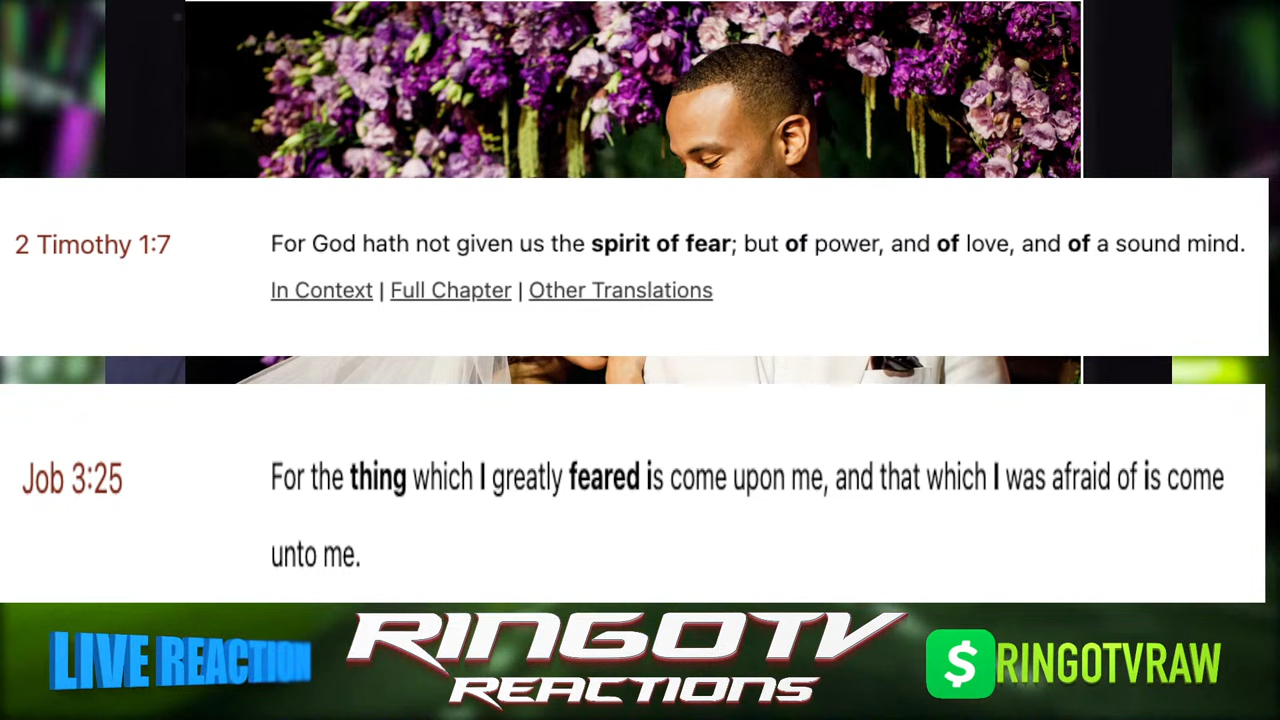 2 Timothy 1:7
For God hath not given us the spirit of fear; but of power, and of love, and of a sound mind.
In Context | Full Chapter | Other Translations
Job 3:25
For the thing which I greatly feared is come upon me, and that which I was afraid of is come
unto me.
LIVE REACTION
RINGOTV
REACTIONS
$RINGOTVRAW